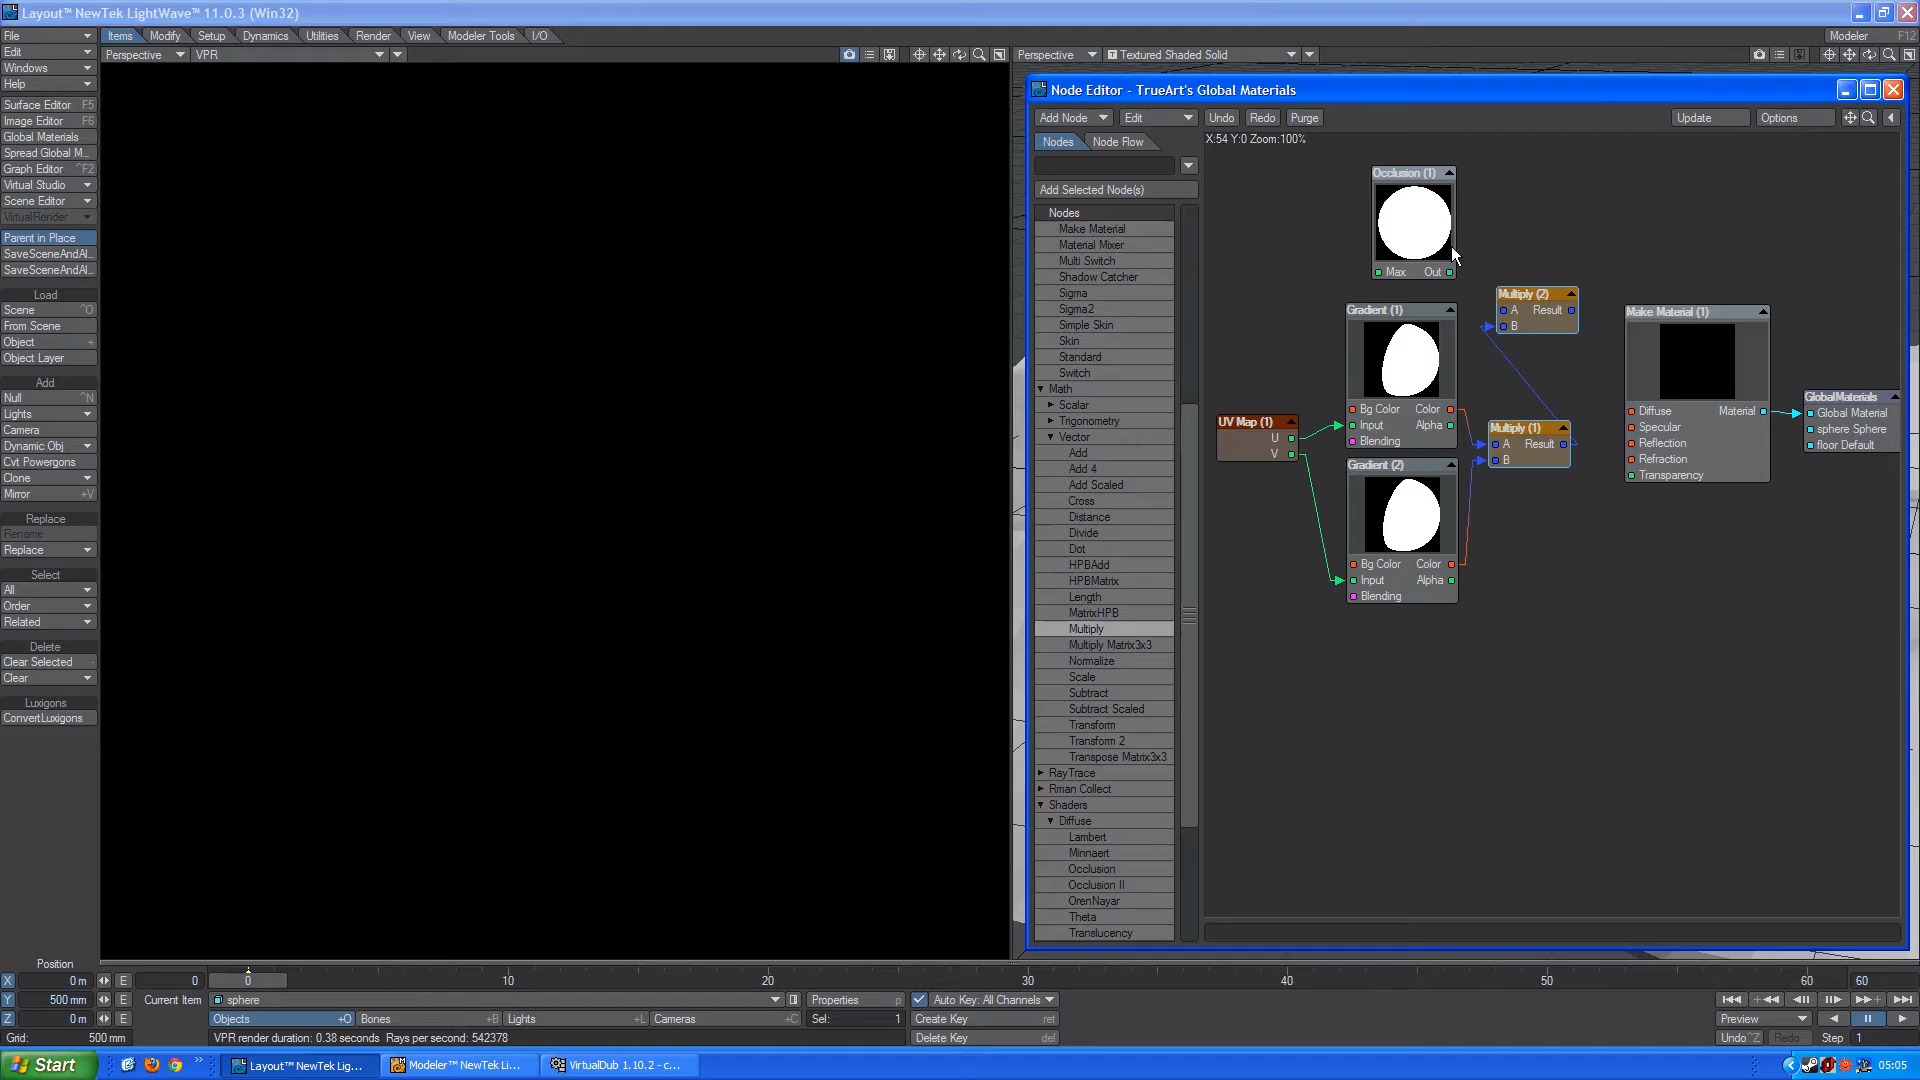 Layout™ NewTek LightWave™ 11.0.3 (Win32)
File
Items Modify Setup Dynamics Utilities Render View Modeler Tools I/O
Modeler F12
Edit
Perspective VPR
Perspective Textured Shaded Solid
Windows
Help
Surface Editor F5
Image Editor F6
Global Materials
Spread Global M...
Graph Editor ^F2
Virtual Studio
Scene Editor
VirtualRender
Parent in Place
SaveSceneAndAl...
SaveSceneAndAl...
Load
Scene ^O
From Scene
Object +
Object Layer
Add
Null ^N
Lights
Camera
Dynamic Obj
Cvt Powergons
Clone
Mirror +V
Replace
Rename
Replace
Select
All
Order
Related
Delete
Clear Selected -
Clear
Luxigons
ConvertLuxigons
Node Editor - TrueArt's Global Materials
Add Node Edit Undo Redo Purge Update Options
Nodes Node Flow
X:54 Y:0 Zoom:100%
Add Selected Node(s)
Nodes
Make Material
Material Mixer
Multi Switch
Shadow Catcher
Sigma
Sigma2
Simple Skin
Skin
Standard
Switch
Math
Scalar
Trigonometry
Vector
Add
Add 4
Add Scaled
Cross
Distance
Divide
Dot
HPBAdd
HPBMatrix
Length
MatrixHPB
Multiply
Multiply Matrix3x3
Normalize
Scale
Subtract
Subtract Scaled
Transform
Transform 2
Transpose Matrix3x3
RayTrace
Rman Collect
Shaders
Diffuse
Lambert
Minnaert
Occlusion
Occlusion II
OrenNayar
Theta
Translucency
Occlusion (1)
Max Out
Gradient (1)
Bg Color Color
Input Alpha
Blending
Gradient (2)
Bg Color Color
Input Alpha
Blending
UV Map (1)
U
V
Multiply (2)
A Result
B
Multiply (1)
A Result
B
Make Material (1)
Diffuse Material
Specular
Reflection
Refraction
Transparency
GlobalMaterials
Global Material
sphere Sphere
floor Default
Position
X 0 m E 0 0 10 20 30 40 50 60 60
Y 500 mm E Current Item sphere Properties p Auto Key: All Channels
Z 0 m E Objects +O Bones +B Lights +L Cameras +C Sel: 1 Create Key ret Preview
Grid: 500 mm VPR render duration: 0.38 seconds Rays per second: 542378 Delete Key del Undo ^Z Redo Step 1
Start Layout™ NewTek Lig... Modeler™ NewTek Li... VirtualDub 1.10.2 - c... 05:05